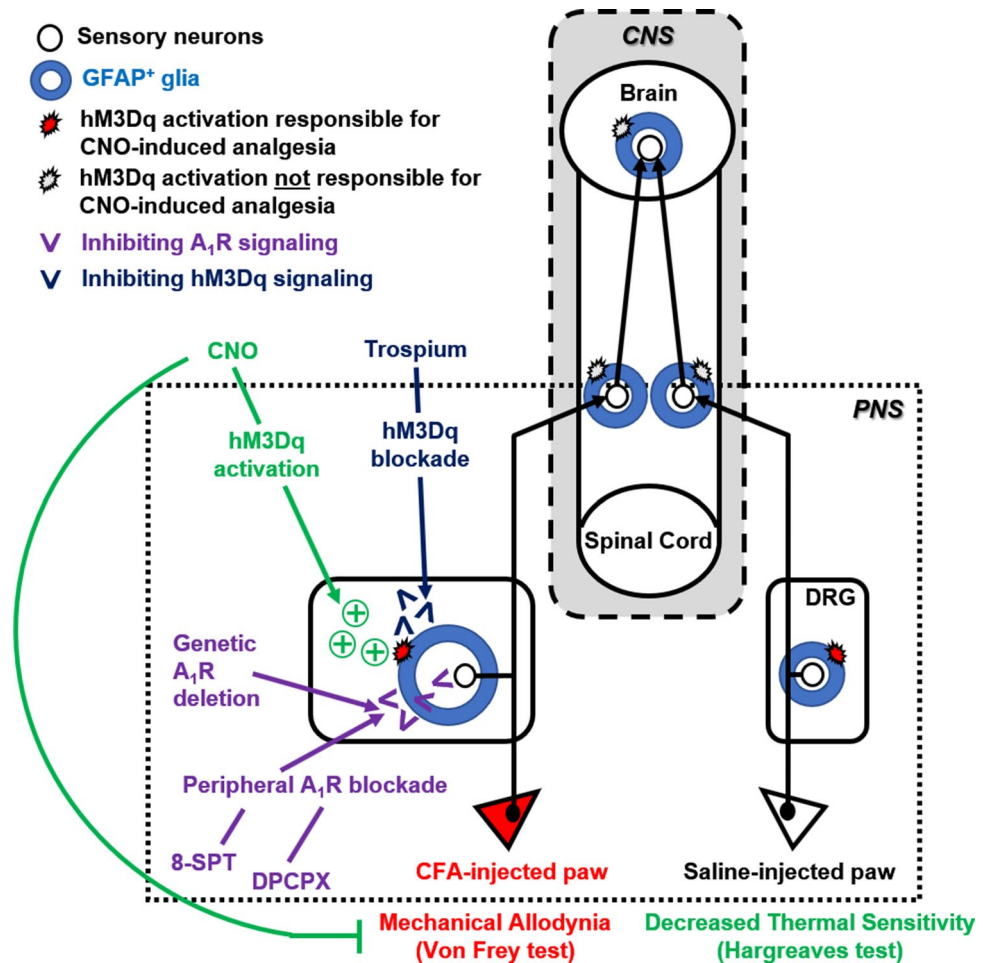 Sensory neurons
GFAP⁺ glia
hM3Dq activation responsible for
CNO-induced analgesia
hM3Dq activation not responsible for
CNO-induced analgesia
Inhibiting A₁R signaling
Inhibiting hM3Dq signaling
CNS
Brain
Spinal Cord
PNS
CNO
hM3Dq
activation
Trospium
hM3Dq
blockade
Genetic
A₁R
deletion
Peripheral A₁R blockade
8-SPT
DPCPX
DRG
CFA-injected paw
Saline-injected paw
Mechanical Allodynia
(Von Frey test)
Decreased Thermal Sensitivity
(Hargreaves test)